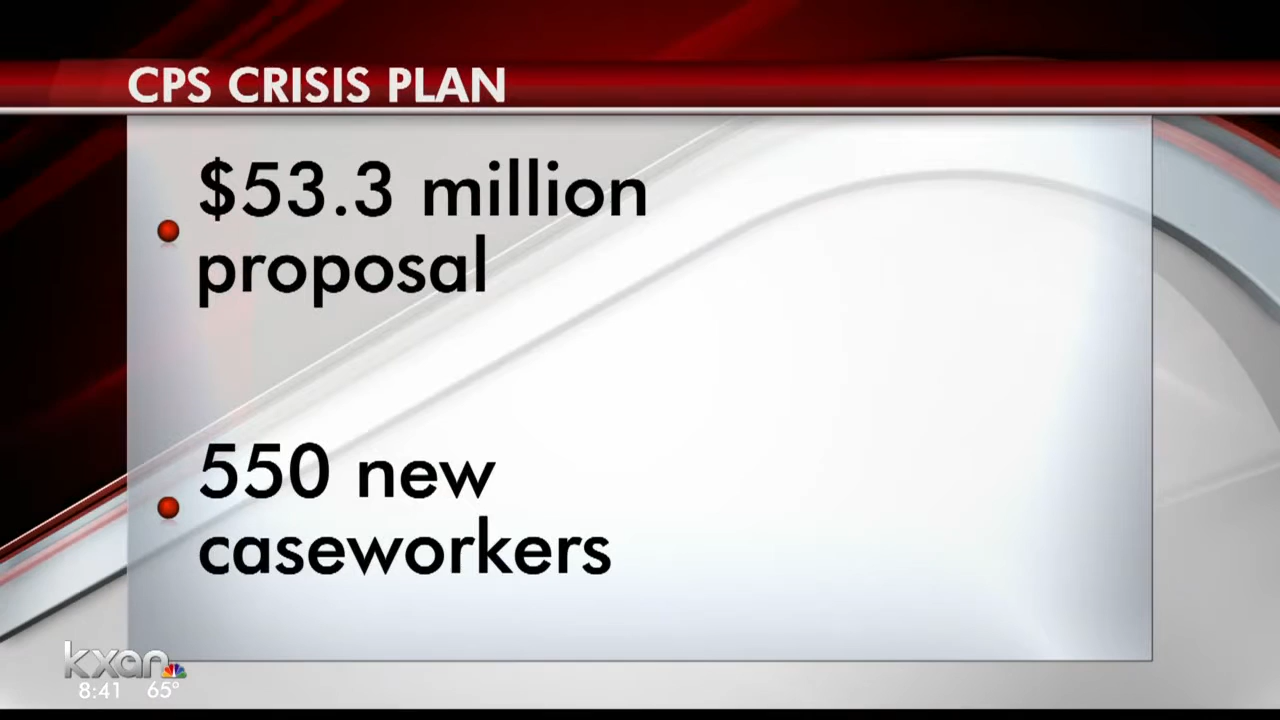 CPS CRISIS PLAN
$53.3 million
proposal
550 new
caseworkers
kxan
8:41 65°